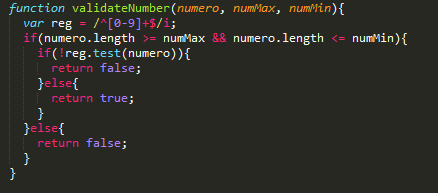 function validateNumber(numero, numMax, numMin){
  var reg = /^[0-9]+$/i;
  if(numero.length >= numMax && numero.length <= numMin){
    if(!reg.test(numero)){
      return false;
    }else{
      return true;
    }
  }else{
    return false;
  }
}